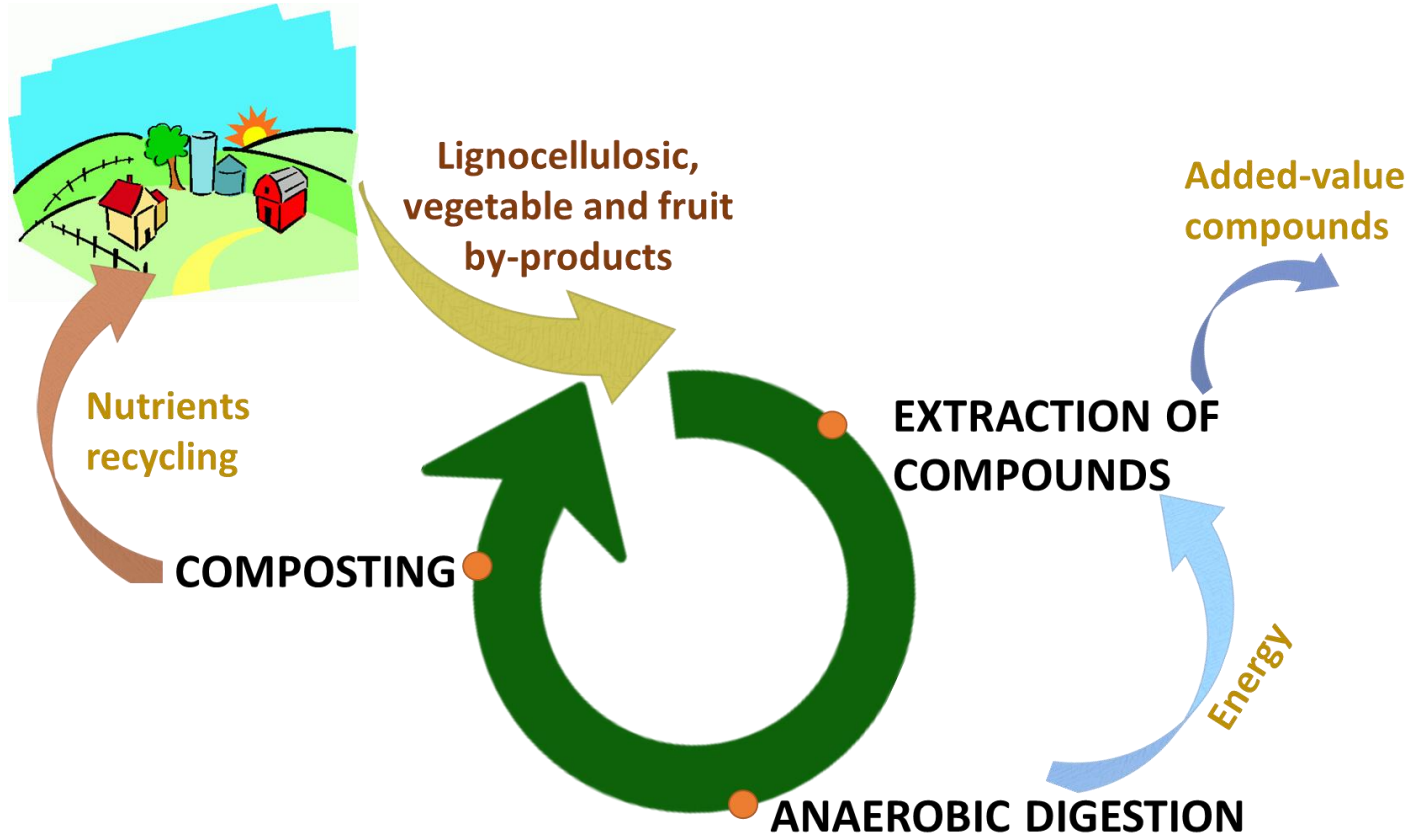 Lignocellulosic,
vegetable and fruit
by-products
Added-value
compounds
Nutrients
recycling
EXTRACTION OF
COMPOUNDS
COMPOSTING
Energy
ANAEROBIC DIGESTION